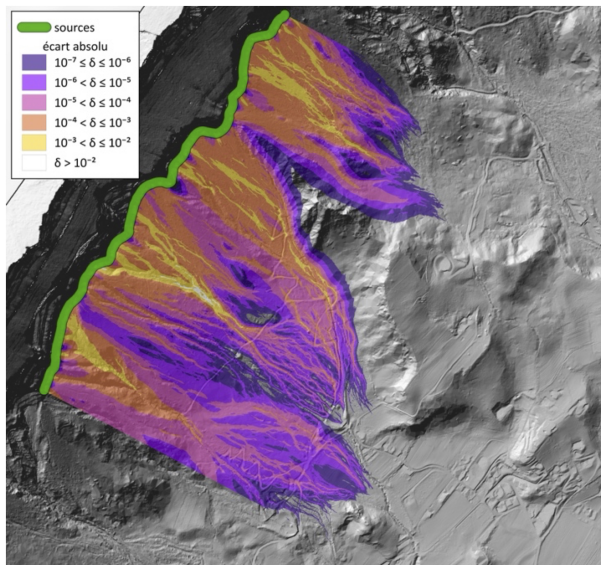 sources
écart absolu
10⁻⁷ ≤ δ ≤ 10⁻⁶
10⁻⁶ < δ ≤ 10⁻⁵
10⁻⁵ < δ ≤ 10⁻⁴
10⁻⁴ < δ ≤ 10⁻³
10⁻³ < δ ≤ 10⁻²
δ > 10⁻²